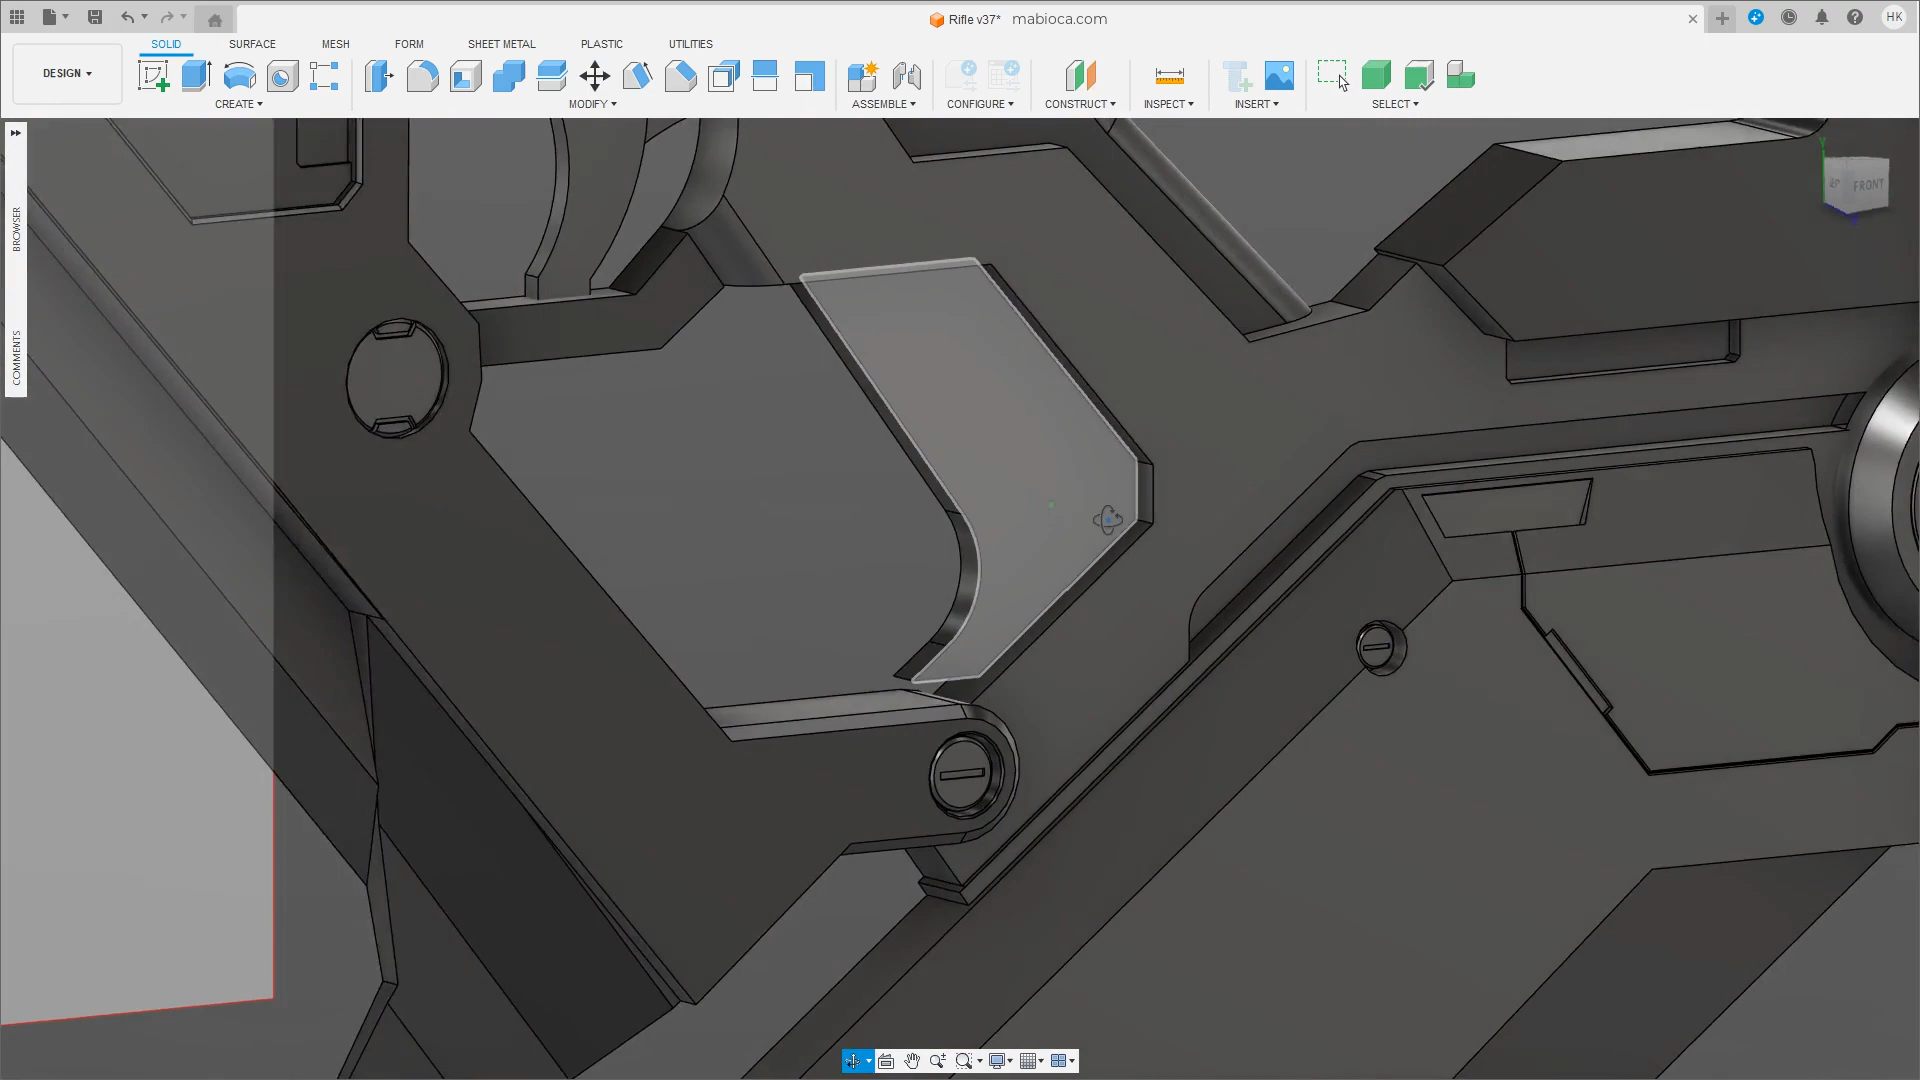 Rifle v37* mabioca.com
HK
SOLID SURFACE MESH FORM SHEET METAL PLASTIC UTILITIES
DESIGN
CREATE MODIFY ASSEMBLE CONFIGURE CONSTRUCT INSPECT INSERT SELECT
BROWSER
COMMENTS
Y
FRONT